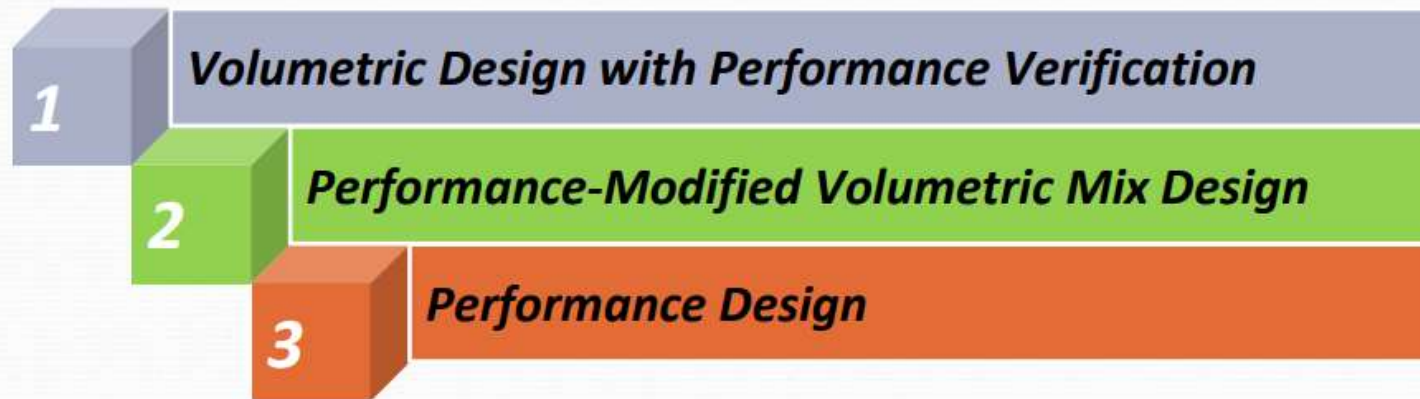 1
Volumetric Design with Performance Verification
2
Performance-Modified Volumetric Mix Design
3
Performance Design